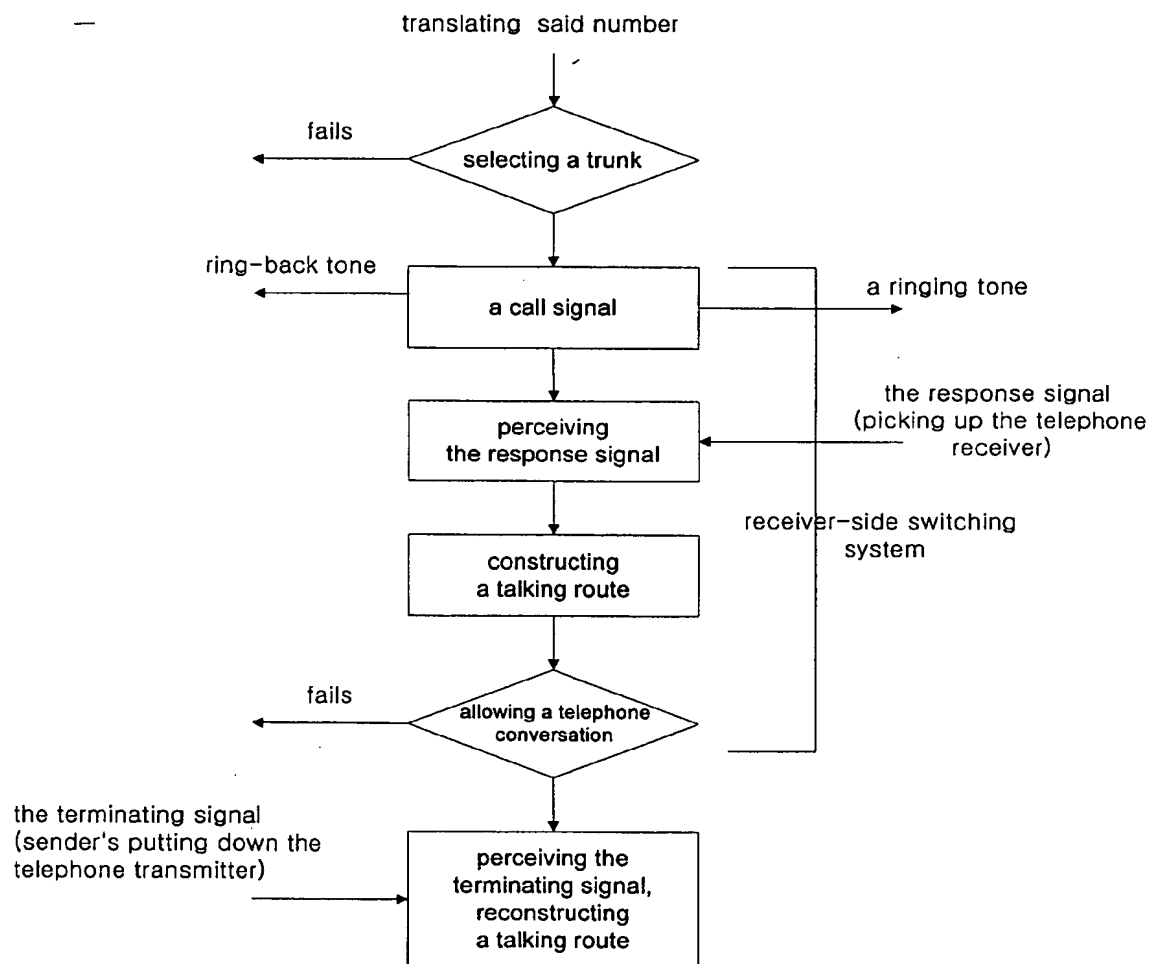 translating said number
fails
selecting a trunk
ring-back tone
a call signal
a ringing tone
the response signal
(picking up the telephone
receiver)
perceiving
the response signal
receiver-side switching
system
constructing
a talking route
fails
allowing a telephone
conversation
the terminating signal
(sender's putting down the
telephone transmitter)
perceiving the
terminating signal,
reconstructing
a talking route